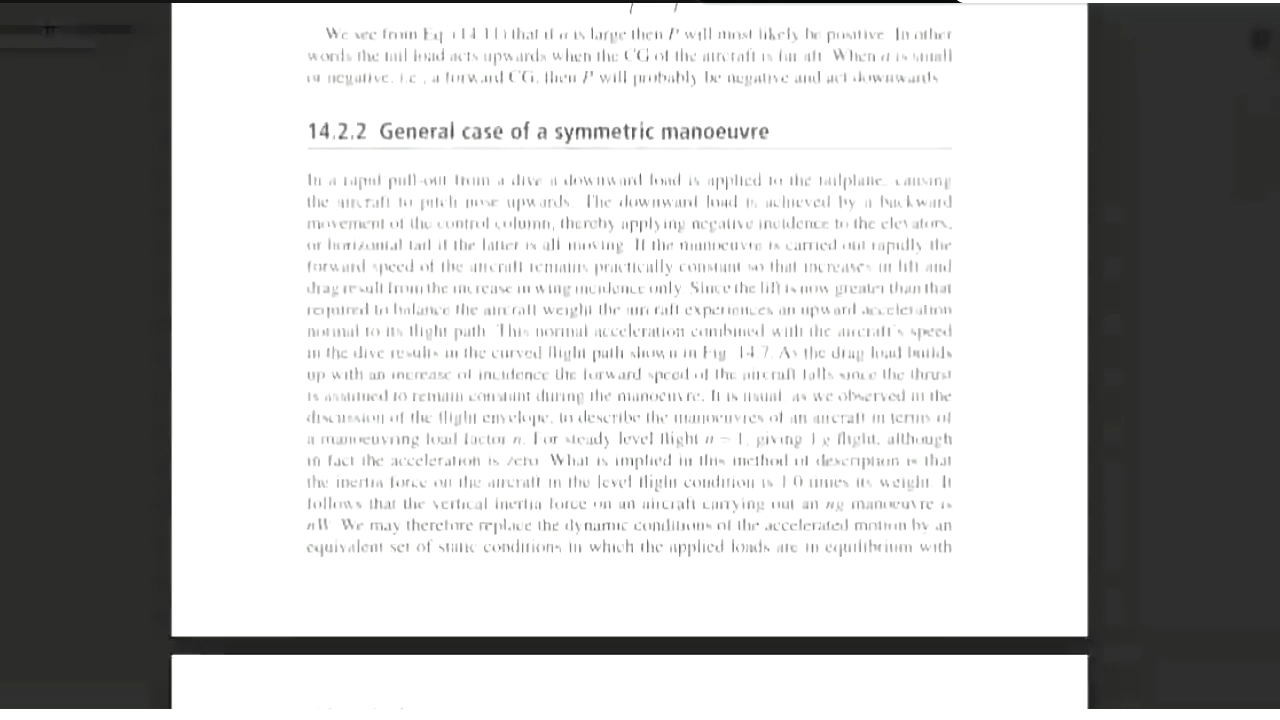 We see from Eq. (14.11) that if a is large then P will most likely be positive. In other
words the tail load acts upwards when the CG of the aircraft is far aft. When a is small
or negative, i.e., a forward CG, then P will probably be negative and act downwards.
14.2.2 General case of a symmetric manoeuvre
In a rapid pull-out from a dive a downward load is applied to the tailplane, causing
the aircraft to pitch nose upwards. The downward load is achieved by a backward
movement of the control column, thereby applying negative incidence to the elevators,
or horizontal tail if the latter is all moving. If the manoeuvre is carried out rapidly the
forward speed of the aircraft remains practically constant so that increases in lift and
drag result from the increase in wing incidence only. Since the lift is now greater than that
required to balance the aircraft weight the aircraft experiences an upward acceleration
normal to its flight path. This normal acceleration combined with the aircraft's speed
in the dive results in the curved flight path shown in Fig. 14.7. As the drag load builds
up with an increase of incidence the forward speed of the aircraft falls since the thrust
is assumed to remain constant during the manoeuvre. It is usual, as we observed in the
discussion of the flight envelope, to describe the manoeuvres of an aircraft in terms of
a manoeuvring load factor n. For steady level flight n = 1, giving 1 g flight, although
in fact the acceleration is zero. What is implied in this method of description is that
the inertia force on the aircraft in the level flight condition is 1.0 times its weight. It
follows that the vertical inertia force on an aircraft carrying out an ng manoeuvre is
nW. We may therefore replace the dynamic conditions of the accelerated motion by an
equivalent set of static conditions in which the applied loads are in equilibrium with